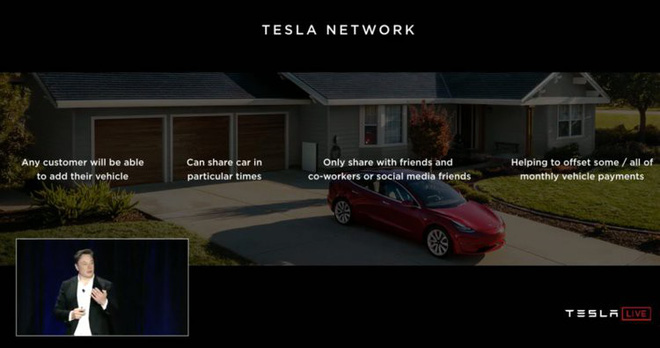 TESLA NETWORK
Any customer will be able
to add their vehicle
Can share car in
particular times
Only share with friends and
co-workers or social media friends
Helping to offset some / all of
monthly vehicle payments
TESLA LIVE